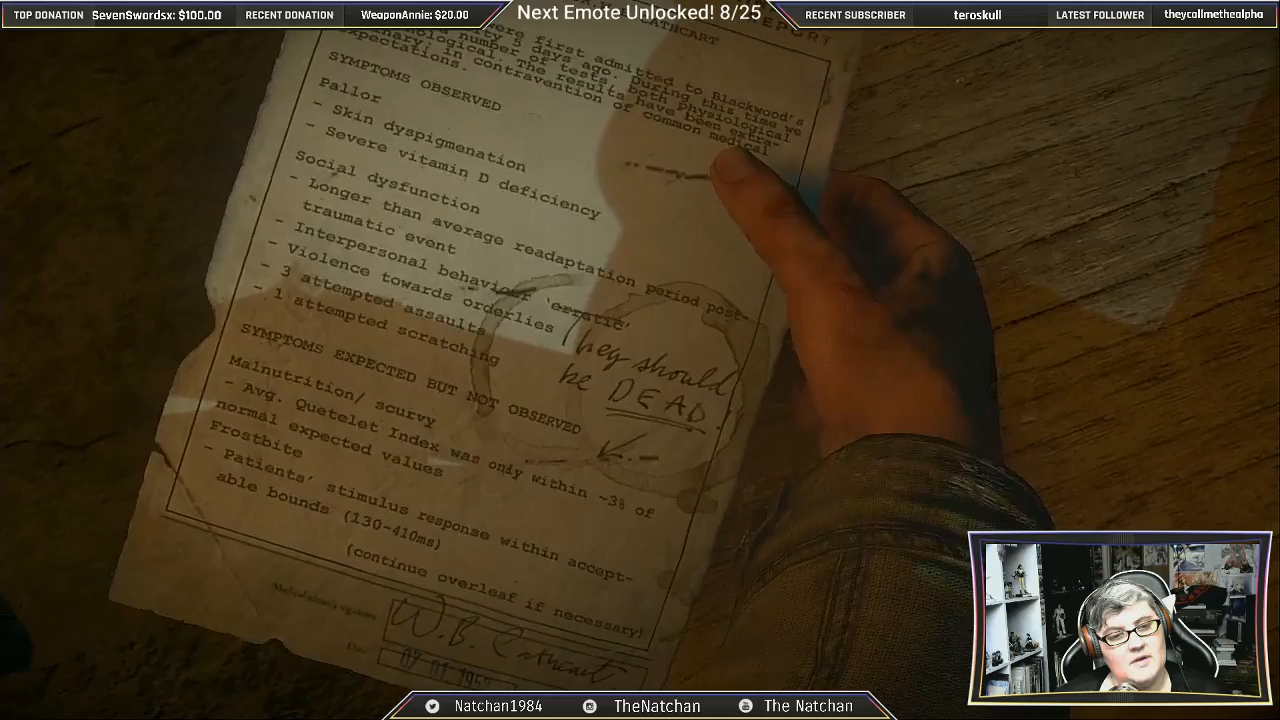 TOP DONATION SevenSwordsx: $100.00
RECENT DONATION WeaponAnnie: $20.00
Next Emote Unlocked! 8/25
RECENT SUBSCRIBER teroskull
LATEST FOLLOWER theycallmethealpha
CATHCART
were first admitted to Blackwood's
5 days ago. During this time we
number of tests, both Physiological
ological. The results have been extra-
in contravention of common medical
expectations.
SYMPTOMS OBSERVED
Pallor
- Skin dyspigmenation
- Severe vitamin D deficiency
Social dysfunction
- Longer than average readaptation period post
traumatic event
- Interpersonal behaviour 'erratic'
- Violence towards orderlies
- 3 attempted assaults
- 1 attempted scratching
They should
be DEAD!
SYMPTOMS EXPECTED BUT NOT OBSERVED
Malnutrition/ scurvy
- Avg. Quetelet Index was only within ~3% of
normal expected values
Frostbite
- Patients' stimulus response within accept-
able bounds (130-410ms)
(continue overleaf if necessary)
W.B. Cathcart
Natchan1984
TheNatchan
The Natchan